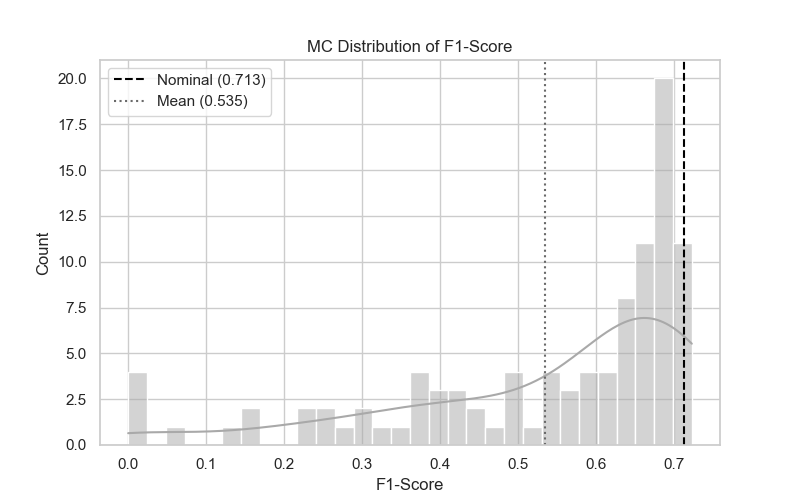 MC Distribution of F1-Score
Nominal (0.713)
Mean (0.535)
20.0
17.5
15.0
12.5
10.0
7.5
5.0
2.5
0.0
Count
0.0 0.1 0.2 0.3 0.4 0.5 0.6 0.7
F1-Score